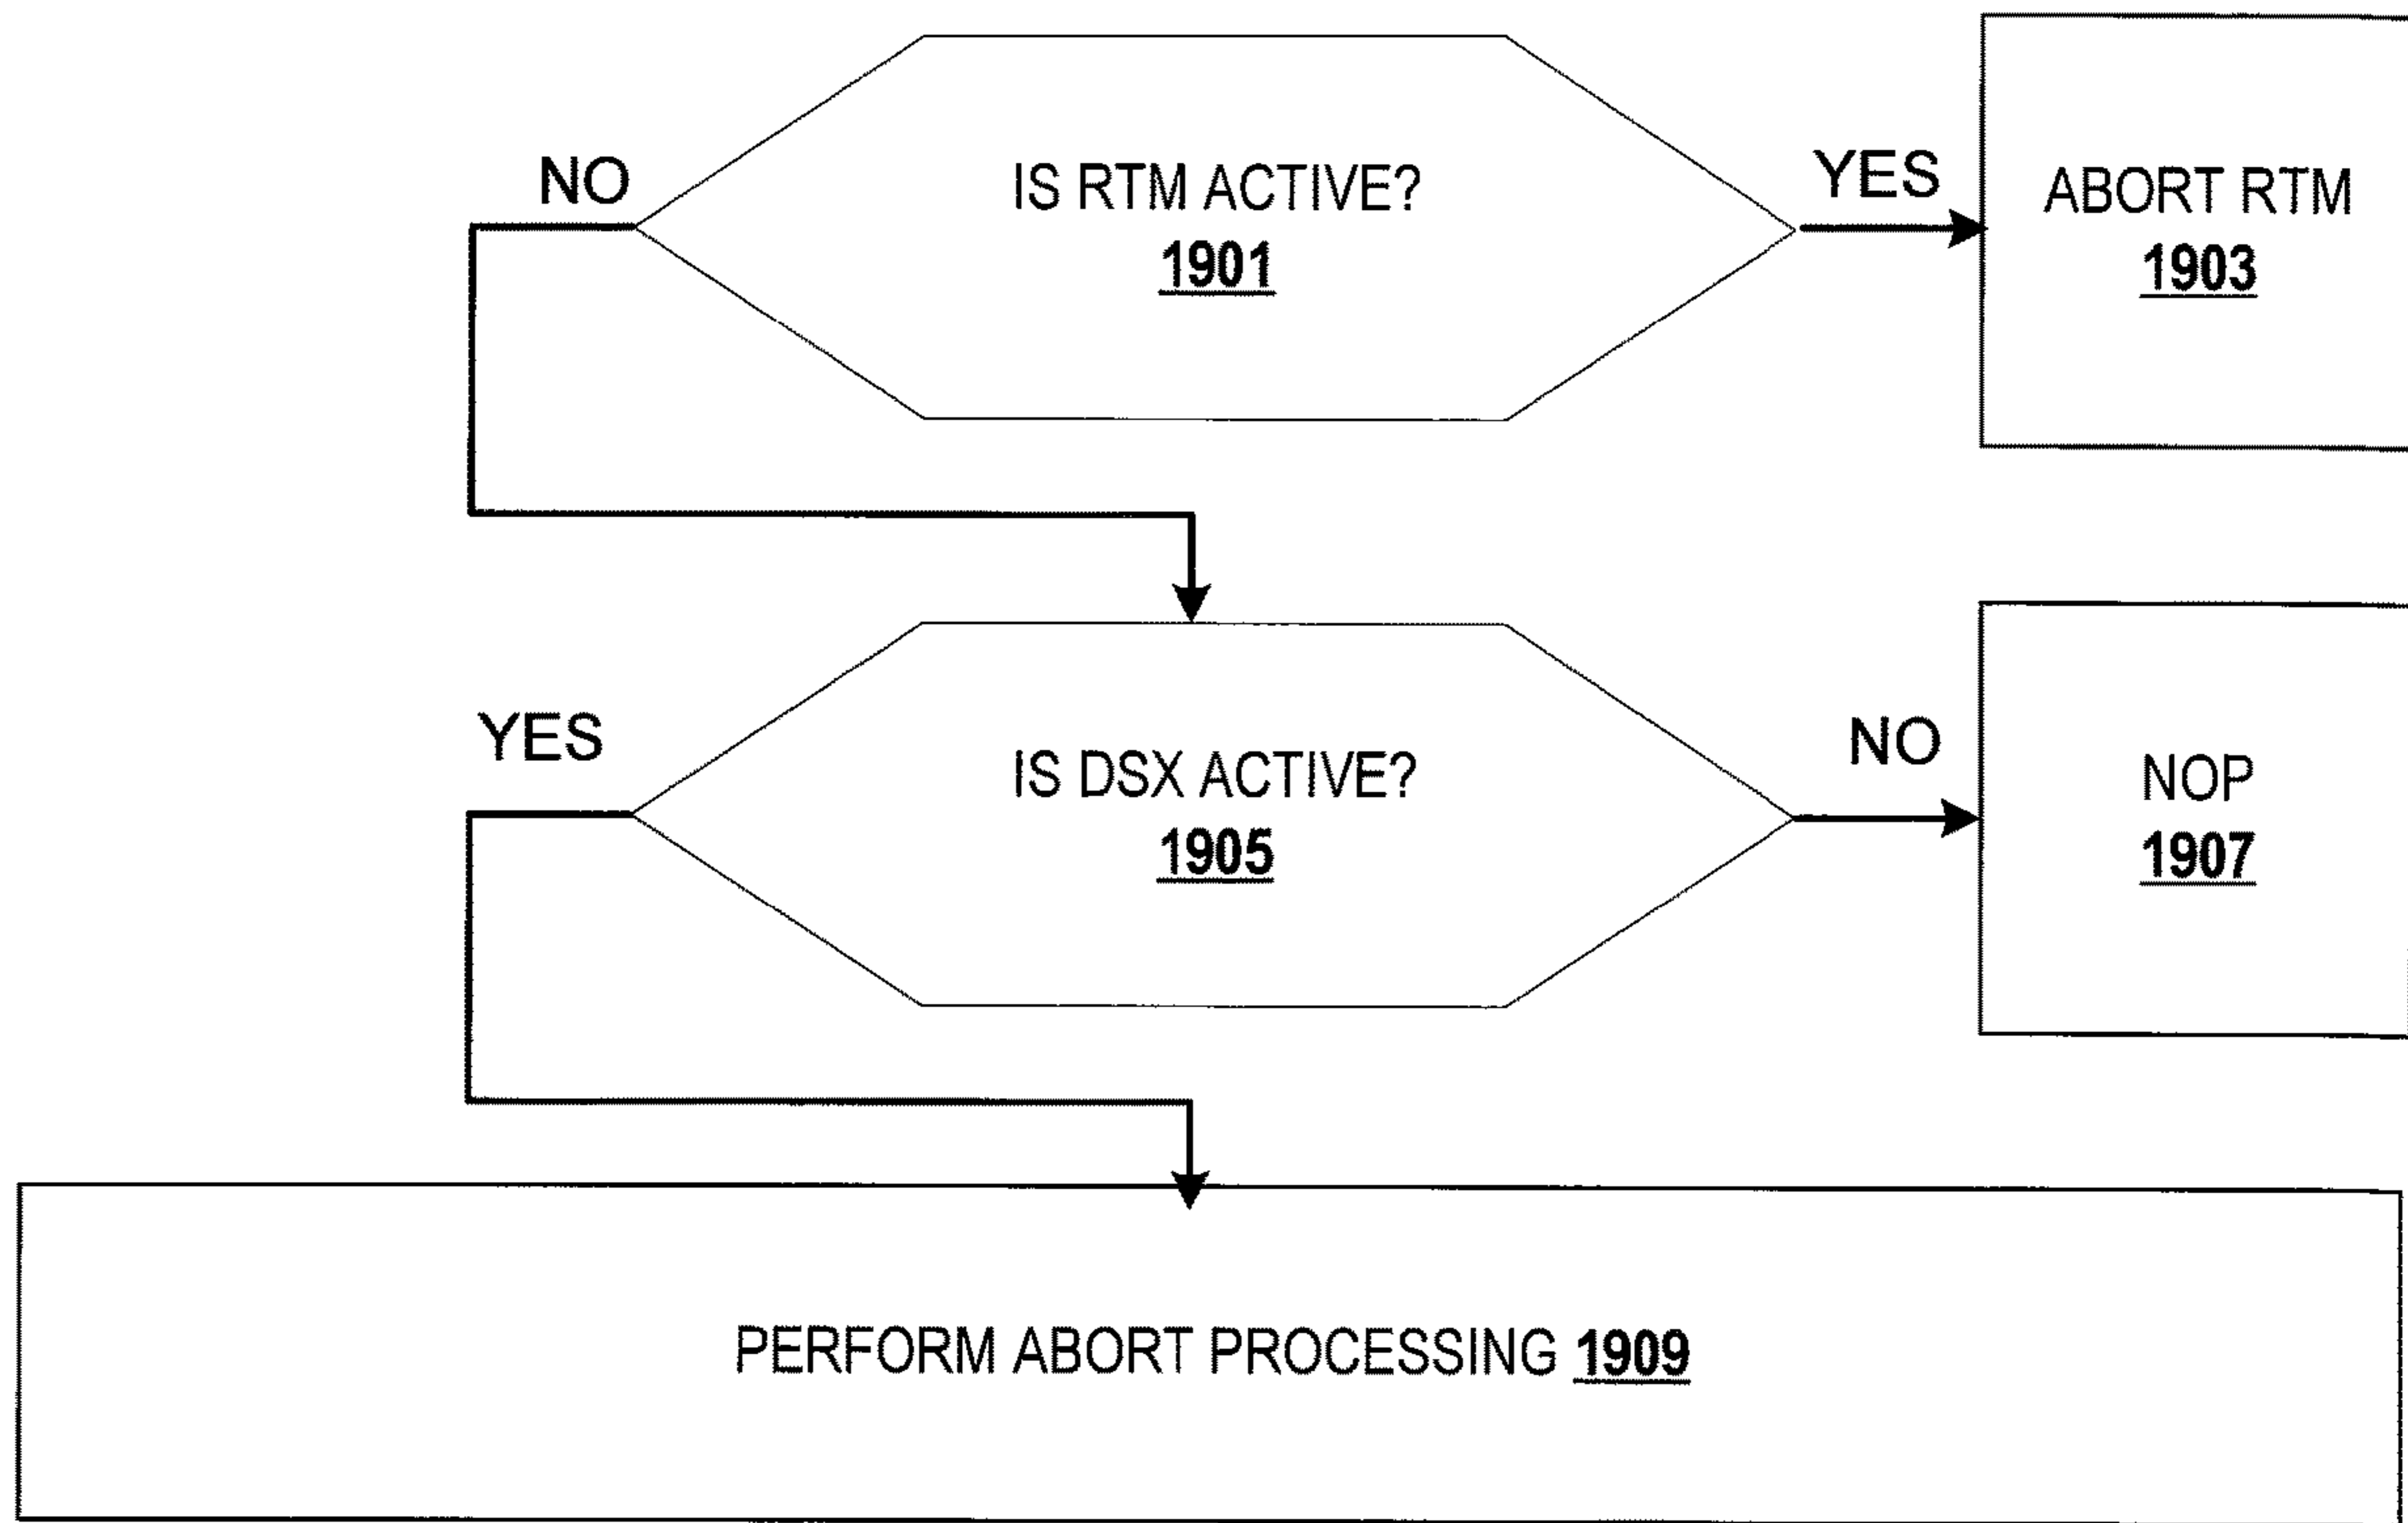 NO
IS RTM ACTIVE?
1901
YES
ABORT RTM
1903
YES
IS DSX ACTIVE?
1905
NO
NOP
1907
PERFORM ABORT PROCESSING 1909